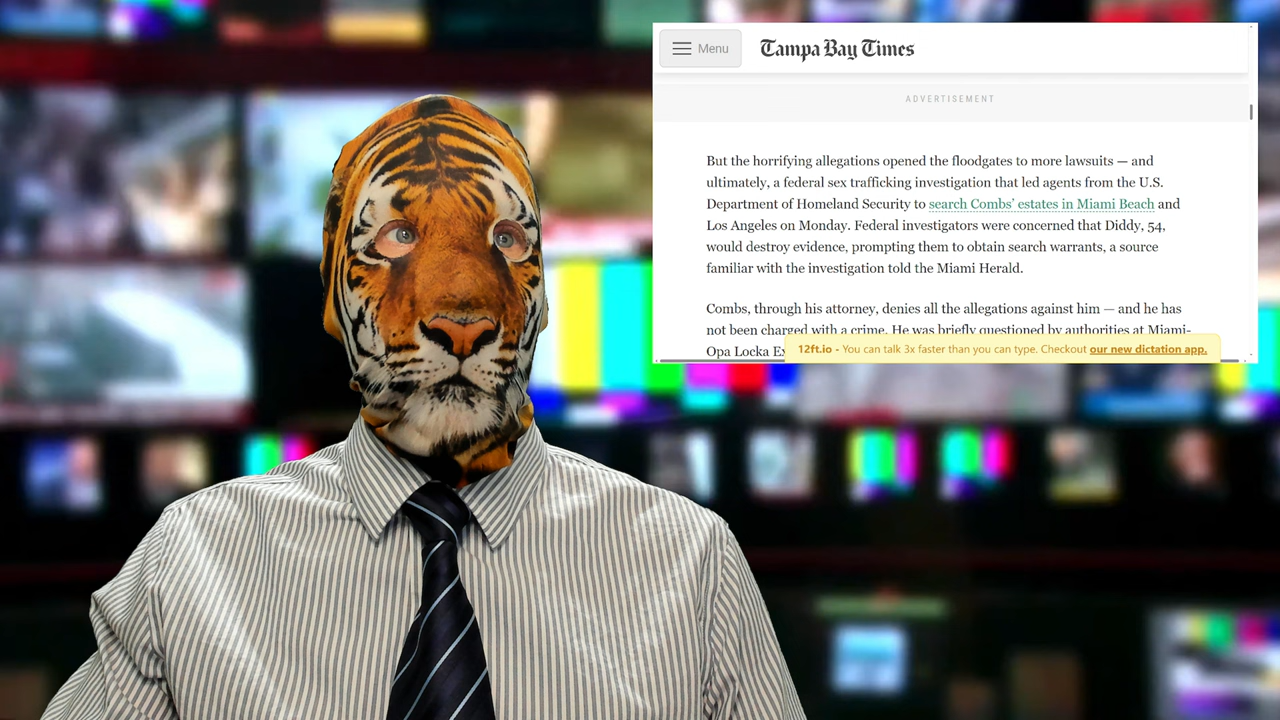 Menu
Tampa Bay Times
ADVERTISEMENT
But the horrifying allegations opened the floodgates to more lawsuits — and
ultimately, a federal sex trafficking investigation that led agents from the U.S.
Department of Homeland Security to search Combs’ estates in Miami Beach and
Los Angeles on Monday. Federal investigators were concerned that Diddy, 54,
would destroy evidence, prompting them to obtain search warrants, a source
familiar with the investigation told the Miami Herald.
Combs, through his attorney, denies all the allegations against him — and he has
not been charged with a crime. He was briefly questioned by authorities at Miami-
Opa Locka
12ft.io - You can talk 3x faster than you can type. Checkout our new dictation app.